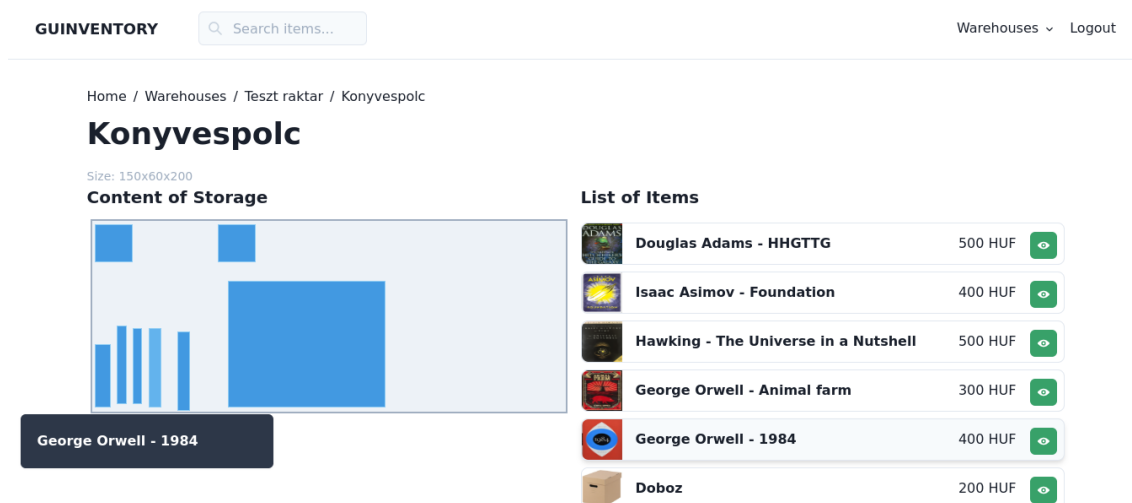 GUINVENTORY
Search items...
Warehouses
Logout
Home / Warehouses / Teszt raktar / Konyvespolc
Konyvespolc
Size: 150x60x200
Content of Storage
List of Items
Douglas Adams - HHGTTG 500 HUF
Isaac Asimov - Foundation 400 HUF
Hawking - The Universe in a Nutshell 500 HUF
George Orwell - Animal farm 300 HUF
George Orwell - 1984 400 HUF
Doboz 200 HUF
George Orwell - 1984